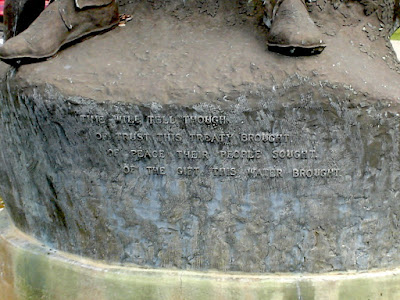 TIME WILL TELL THOUGH...
OF TRUST THIS TREATY BROUGHT
OF PEACE THEIR PEOPLE SOUGHT.
OF THE GIFT THIS WATER BROUGHT.